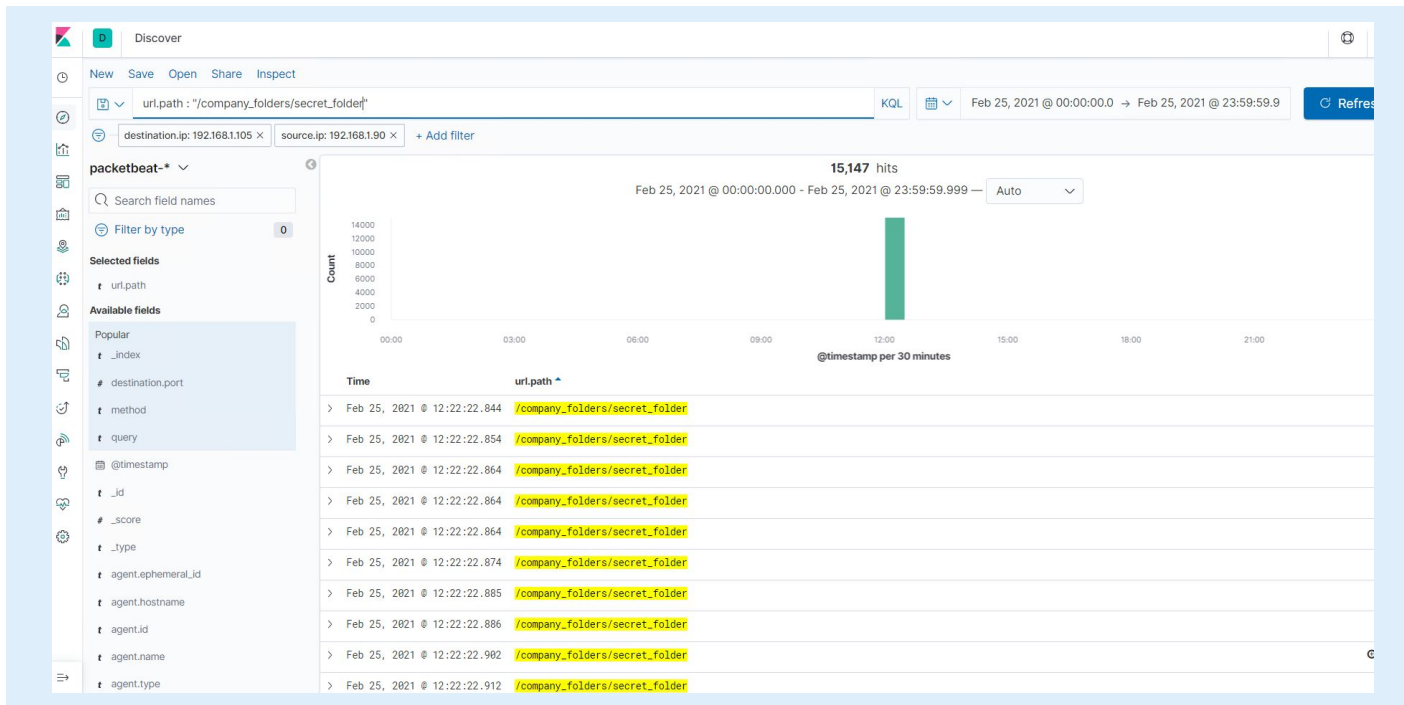 D Discover
New Save Open Share Inspect
url.path : "/company_folders/secret_folder" KQL Feb 25, 2021 @ 00:00:00.0 → Feb 25, 2021 @ 23:59:59.9 Refres
destination.ip: 192.168.1.105 × source.ip: 192.168.1.90 × + Add filter
packetbeat-*
Search field names
Filter by type 0
Selected fields
t url.path
Available fields
Popular
t _index
# destination.port
t method
t query
@timestamp
t _id
# _score
t _type
t agent.ephemeral_id
t agent.hostname
t agent.id
t agent.name
t agent.type
15,147 hits
Feb 25, 2021 @ 00:00:00.000 - Feb 25, 2021 @ 23:59:59.999 — Auto
Count
14000
12000
10000
8000
6000
4000
2000
0
00:00 03:00 06:00 09:00 12:00 15:00 18:00 21:00
@timestamp per 30 minutes
Time url.path
> Feb 25, 2021 @ 12:22:22.844 /company_folders/secret_folder
> Feb 25, 2021 @ 12:22:22.854 /company_folders/secret_folder
> Feb 25, 2021 @ 12:22:22.864 /company_folders/secret_folder
> Feb 25, 2021 @ 12:22:22.864 /company_folders/secret_folder
> Feb 25, 2021 @ 12:22:22.864 /company_folders/secret_folder
> Feb 25, 2021 @ 12:22:22.874 /company_folders/secret_folder
> Feb 25, 2021 @ 12:22:22.885 /company_folders/secret_folder
> Feb 25, 2021 @ 12:22:22.886 /company_folders/secret_folder
> Feb 25, 2021 @ 12:22:22.902 /company_folders/secret_folder
> Feb 25, 2021 @ 12:22:22.912 /company_folders/secret_folder